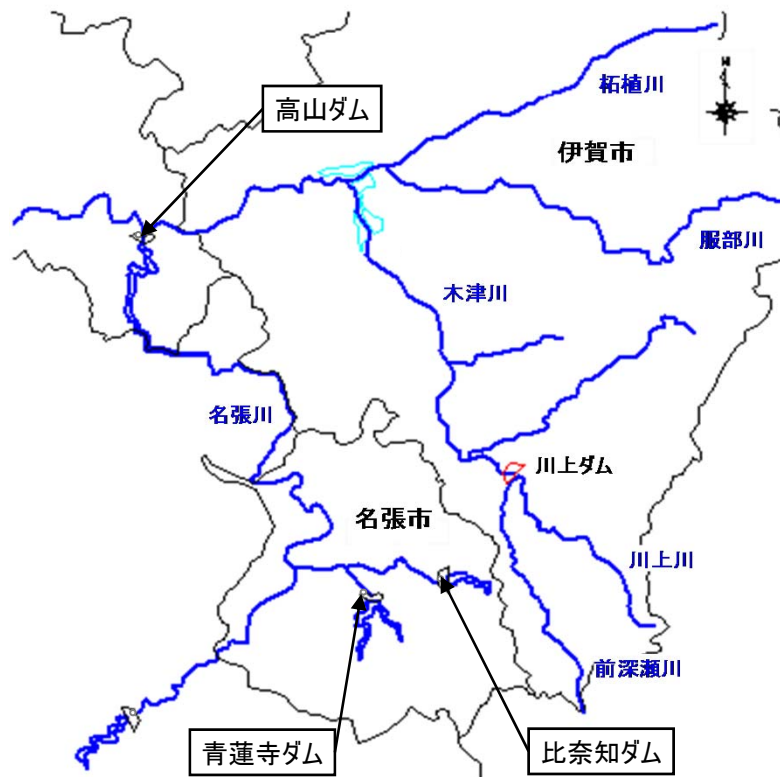 柘植川
N
高山ダム
伊賀市
服部川
木津川
名張川
川上ダム
名張市
川上川
前深瀬川
青蓮寺ダム
比奈知ダム